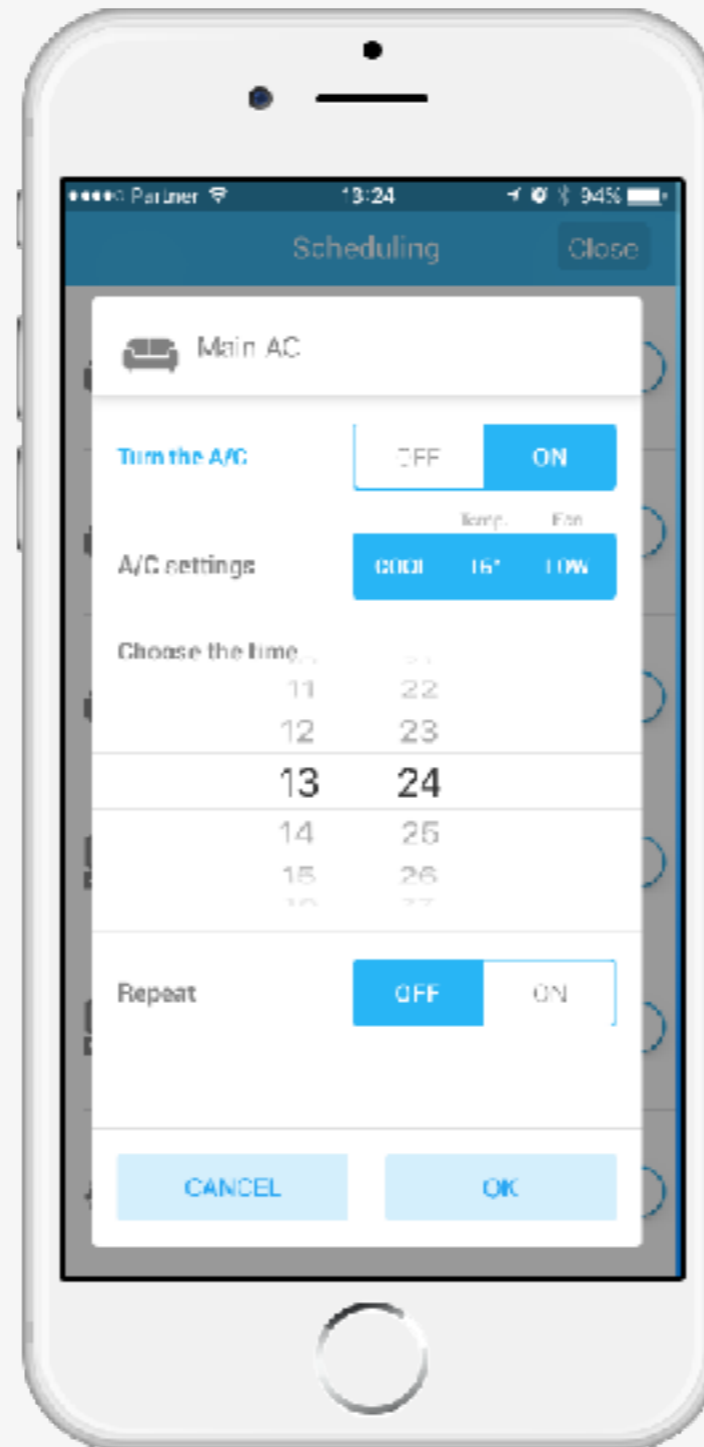 Partner 13:24 94%
Scheduling Close
Main AC
Turn the A/C OFF ON
Temp. Fan
A/C settings COOL 16° LOW
Choose the time
11 22
12 23
13 24
14 25
15 26
Repeat OFF ON
CANCEL OK